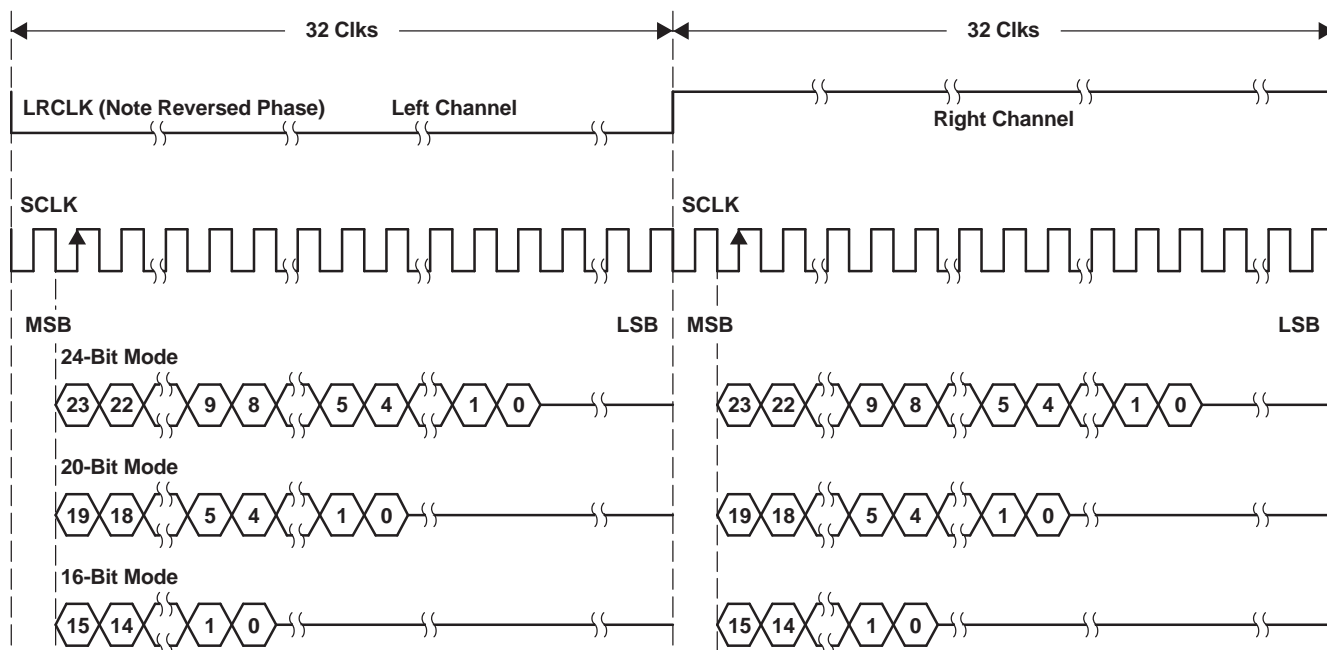 32 Clks 32 Clks
LRCLK (Note Reversed Phase) Left Channel
Right Channel
SCLK SCLK
MSB LSB MSB LSB
24-Bit Mode
23 22 9 8 5 4 1 0 23 22 9 8 5 4 1 0
20-Bit Mode
19 18 5 4 1 0 19 18 5 4 1 0
16-Bit Mode
15 14 1 0 15 14 1 0